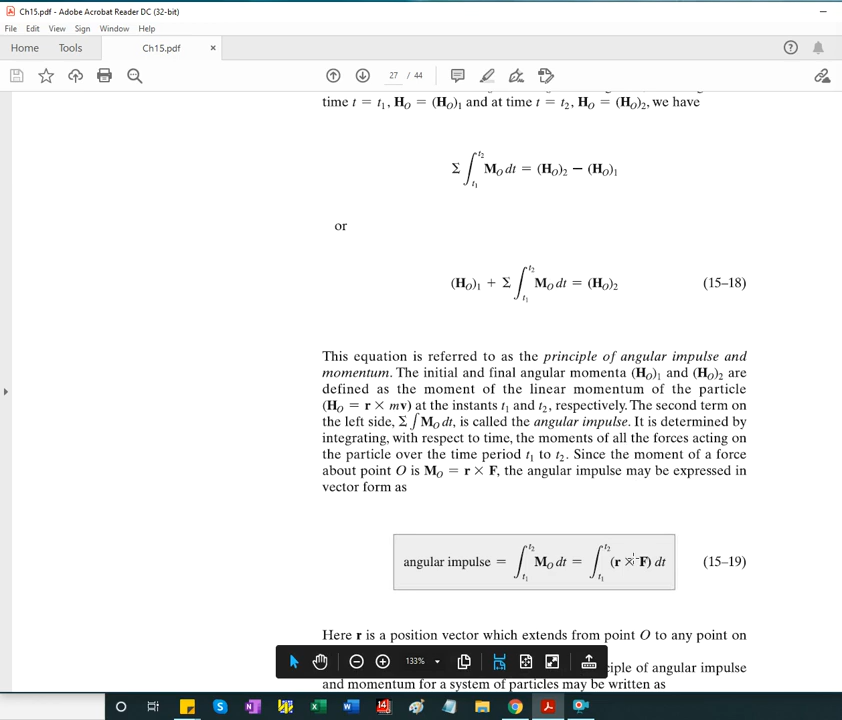 Ch15.pdf - Adobe Acrobat Reader DC (32-bit)
File Edit View Sign Window Help
Home Tools Ch15.pdf ×
27 / 44
time t = t₁, H_O = (H_O)₁ and at time t = t₂, H_O = (H_O)₂, we have
Σ ∫_{t₁}^{t₂} M_O dt = (H_O)₂ − (H_O)₁
or
(H_O)₁ + Σ ∫_{t₁}^{t₂} M_O dt = (H_O)₂ (15–18)
This equation is referred to as the principle of angular impulse and
momentum. The initial and final angular momenta (H_O)₁ and (H_O)₂ are
defined as the moment of the linear momentum of the particle
(H_O = r × mv) at the instants t₁ and t₂, respectively. The second term on
the left side, Σ ∫ M_O dt, is called the angular impulse. It is determined by
integrating, with respect to time, the moments of all the forces acting on
the particle over the time period t₁ to t₂. Since the moment of a force
about point O is M_O = r × F, the angular impulse may be expressed in
vector form as
angular impulse = ∫_{t₁}^{t₂} M_O dt = ∫_{t₁}^{t₂} (r × F) dt (15–19)
Here r is a position vector which extends from point O to any point on
133%
ciple of angular impulse
and momentum for a system of particles may be written as